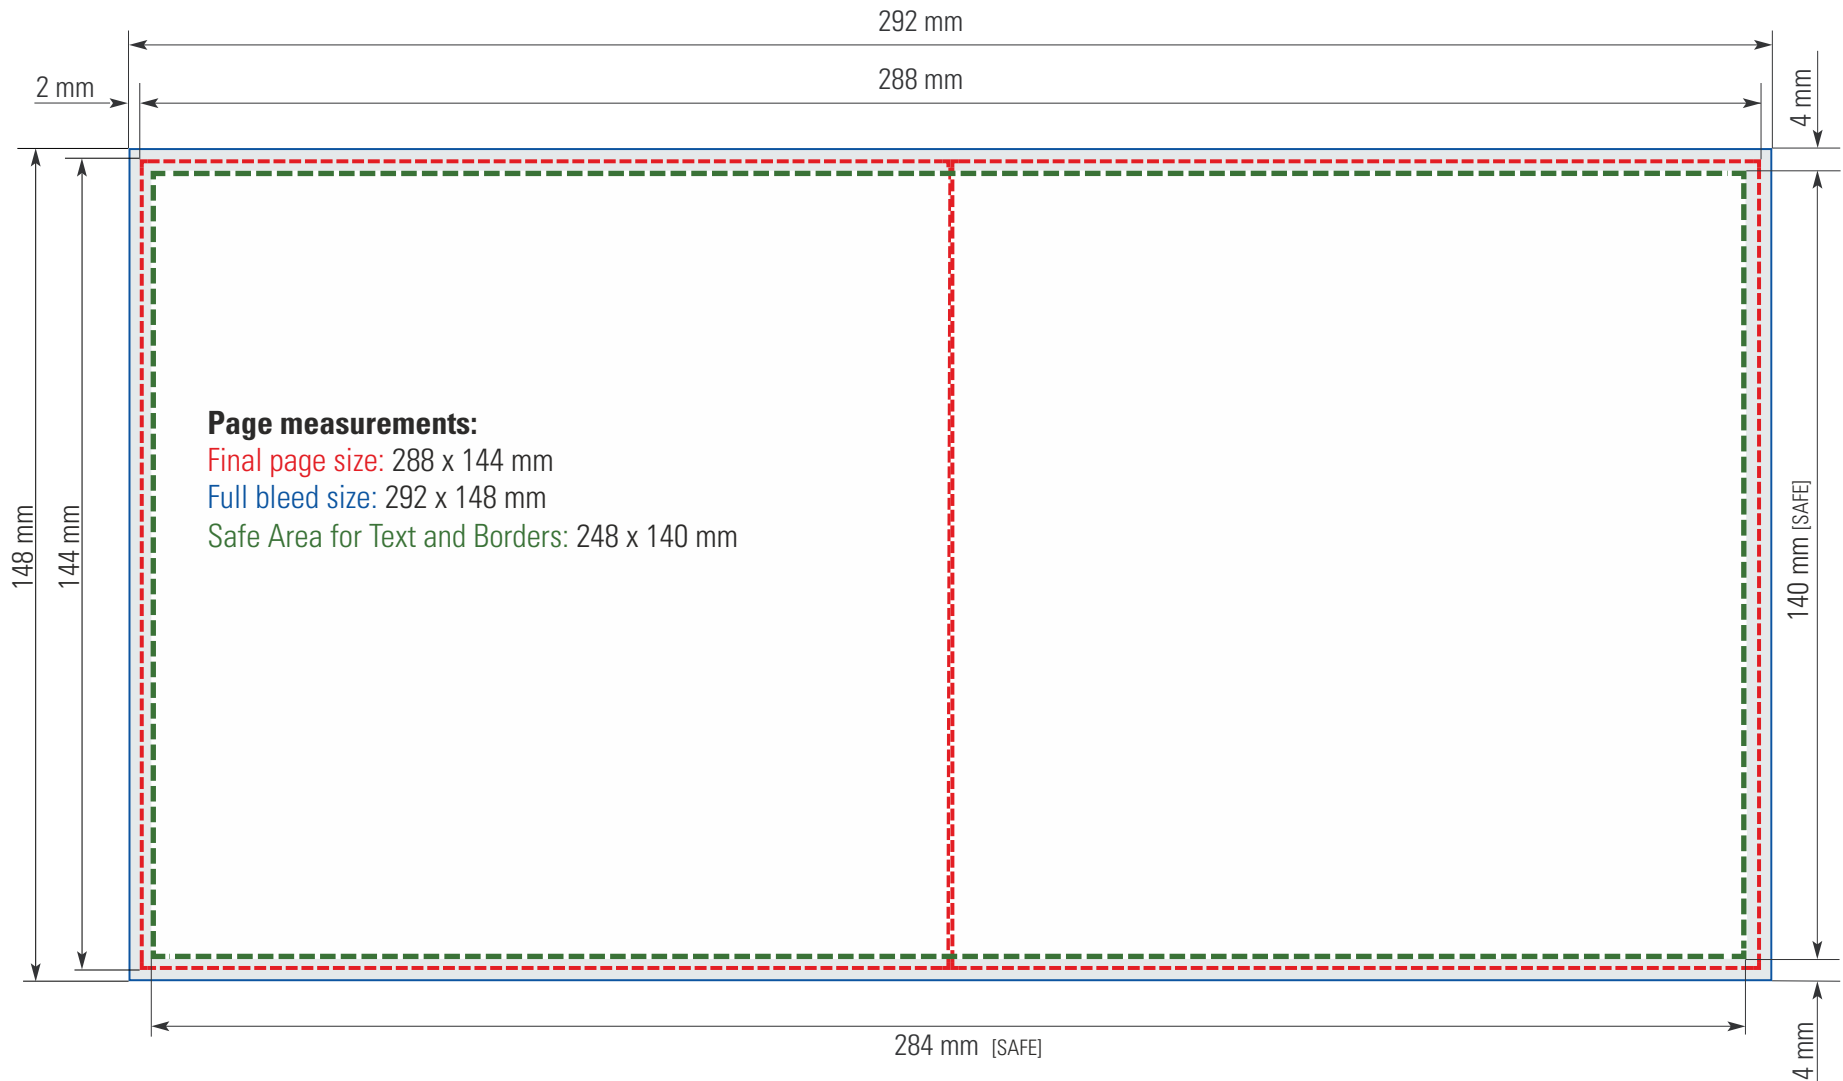 292 mm
288 mm
2 mm
4 mm
148 mm
144 mm
Page measurements:
Final page size: 288 x 144 mm
Full bleed size: 292 x 148 mm
Safe Area for Text and Borders: 248 x 140 mm
140 mm [SAFE]
284 mm [SAFE]
4 mm